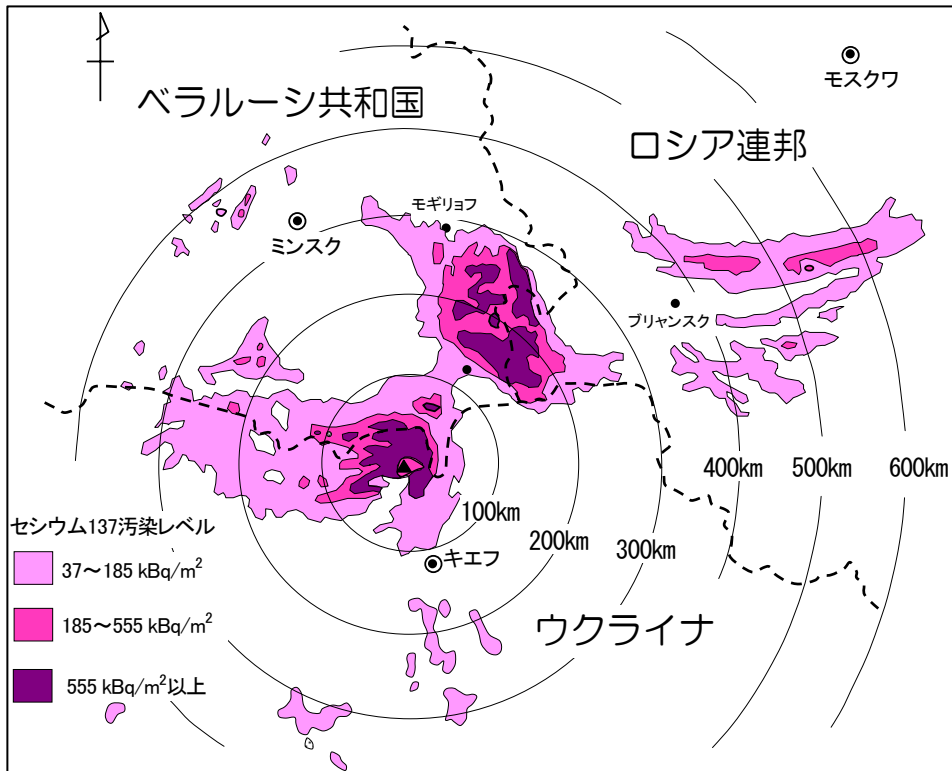 モスクワ
ベラルーシ共和国
ロシア連邦
モギリョフ
ミンスク
ブリャンスク
400km
500km
600km
100km
200km
300km
キエフ
ウクライナ
セシウム137汚染レベル
37～185 kBq/m²
185～555 kBq/m²
555 kBq/m²以上